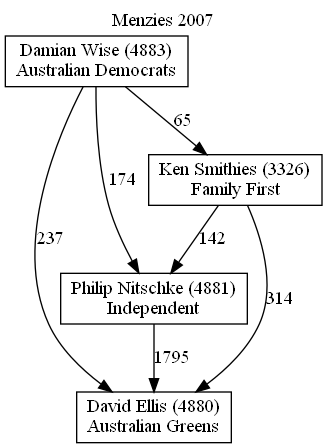 Menzies 2007
Damian Wise (4883)
Australian Democrats
65
Ken Smithies (3326)
Family First
174
237
142
314
Philip Nitschke (4881)
Independent
1795
David Ellis (4880)
Australian Greens